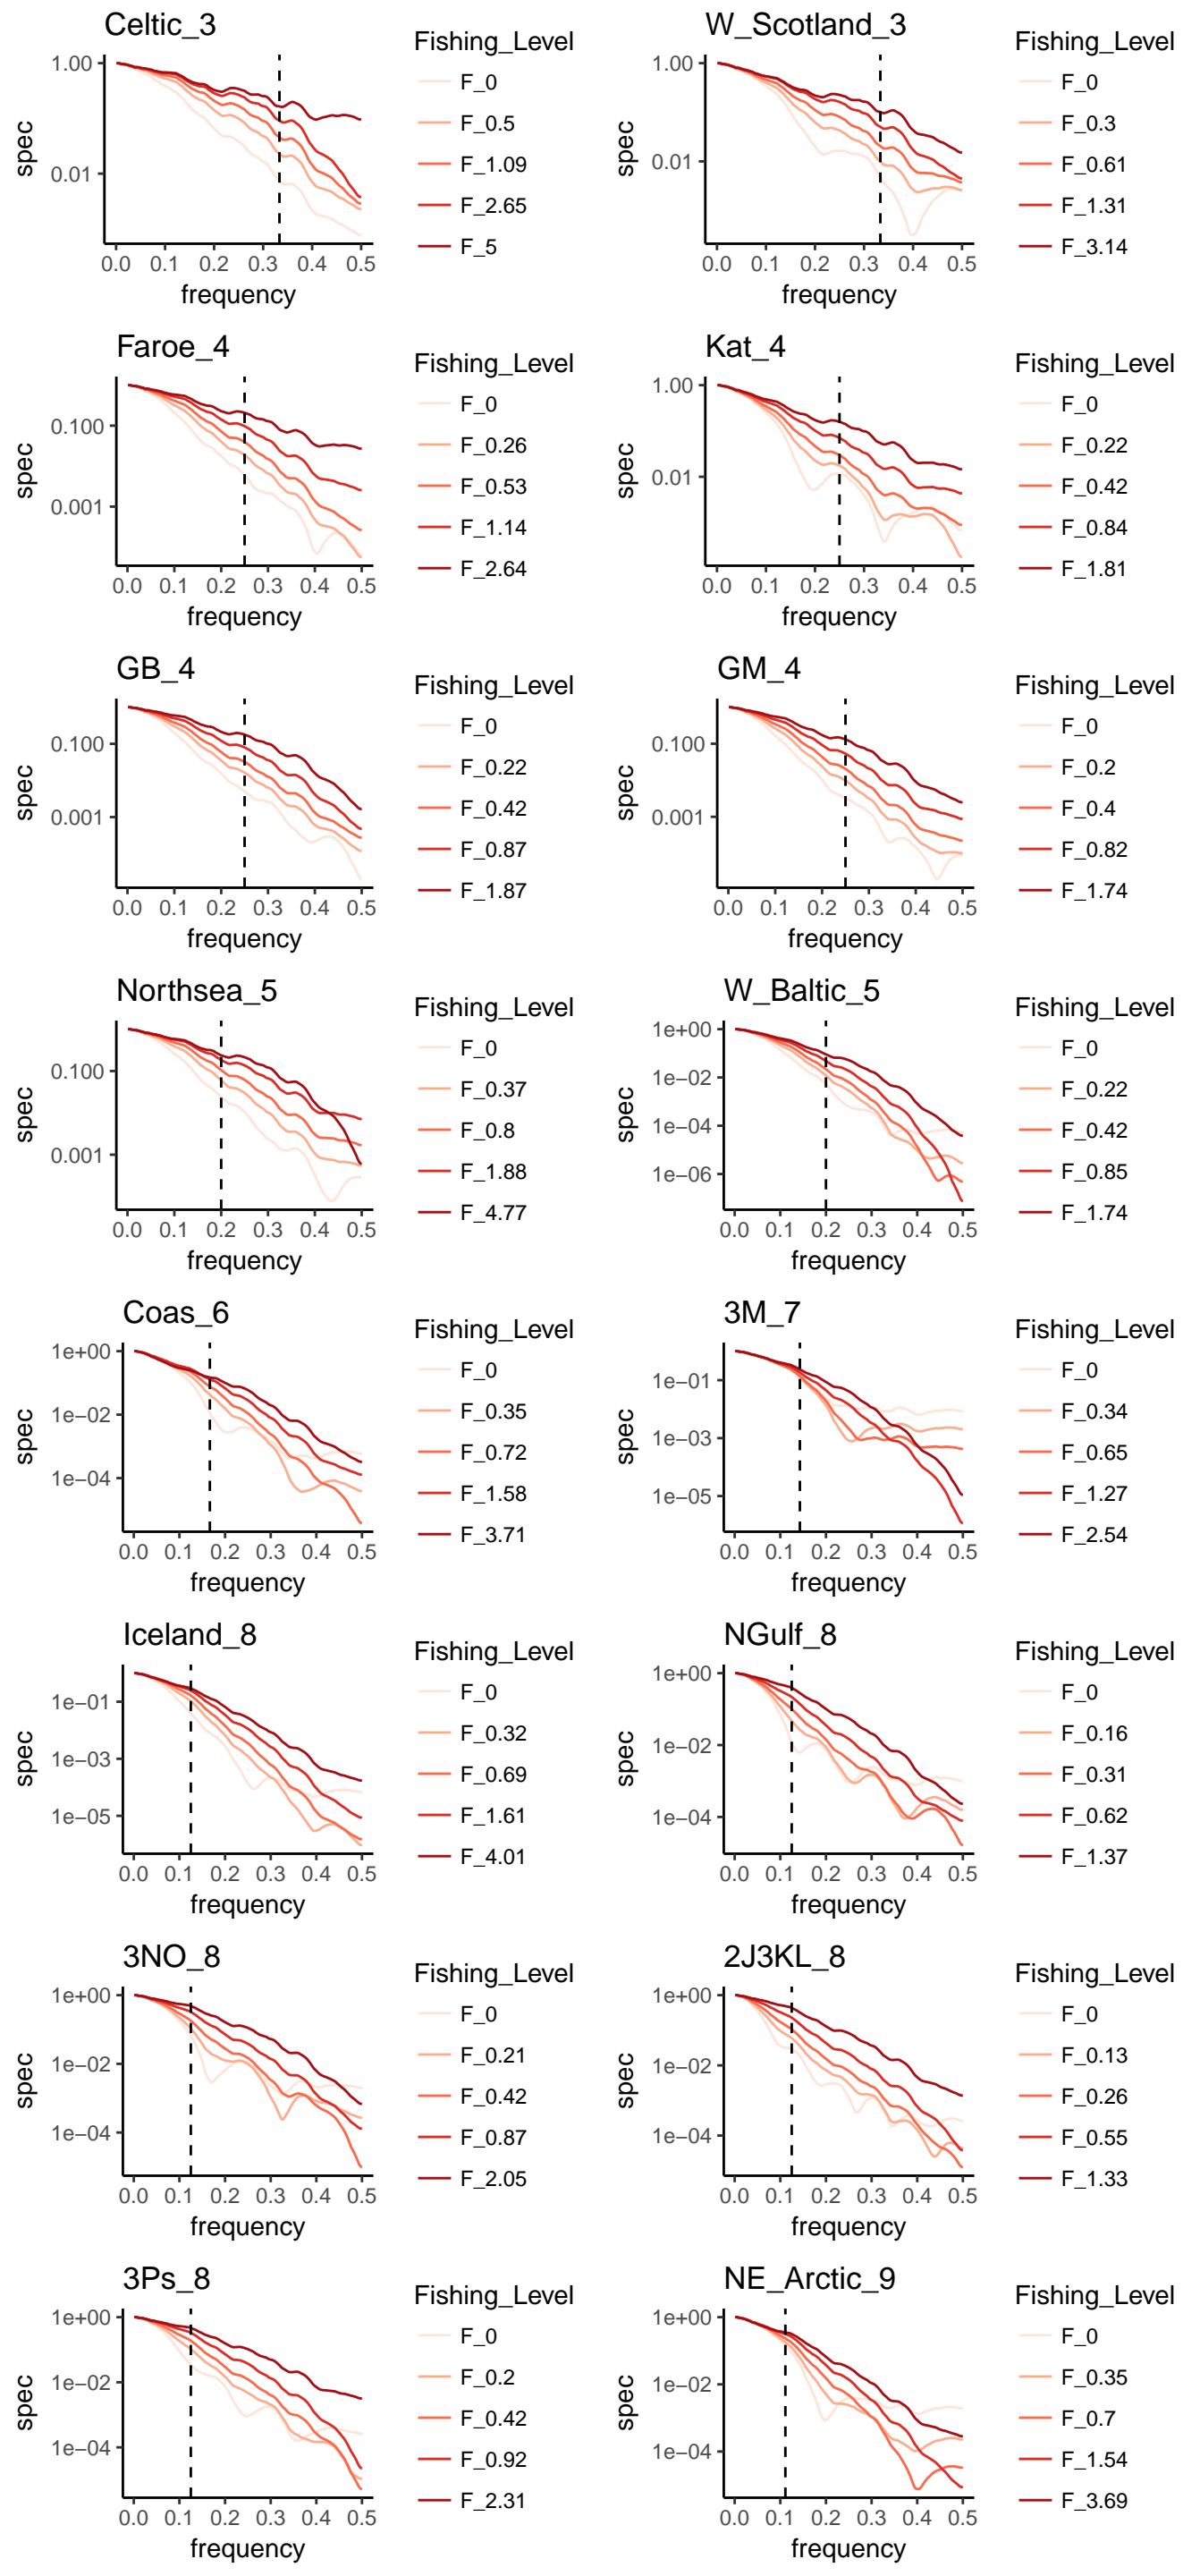 Celtic_3
spec
1.00
0.01
0.0 0.1 0.2 0.3 0.4 0.5
frequency
Fishing_Level
F_0
F_0.5
F_1.09
F_2.65
F_5
W_Scotland_3
spec
1.00
0.01
0.0 0.1 0.2 0.3 0.4 0.5
frequency
Fishing_Level
F_0
F_0.3
F_0.61
F_1.31
F_3.14
Faroe_4
spec
0.100
0.001
0.0 0.1 0.2 0.3 0.4 0.5
frequency
Fishing_Level
F_0
F_0.26
F_0.53
F_1.14
F_2.64
Kat_4
spec
1.00
0.01
0.0 0.1 0.2 0.3 0.4 0.5
frequency
Fishing_Level
F_0
F_0.22
F_0.42
F_0.84
F_1.81
GB_4
spec
0.100
0.001
0.0 0.1 0.2 0.3 0.4 0.5
frequency
Fishing_Level
F_0
F_0.22
F_0.42
F_0.87
F_1.87
GM_4
spec
0.100
0.001
0.0 0.1 0.2 0.3 0.4 0.5
frequency
Fishing_Level
F_0
F_0.2
F_0.4
F_0.82
F_1.74
Northsea_5
spec
0.100
0.001
0.0 0.1 0.2 0.3 0.4 0.5
frequency
Fishing_Level
F_0
F_0.37
F_0.8
F_1.88
F_4.77
W_Baltic_5
spec
1e+00
1e−02
1e−04
1e−06
0.0 0.1 0.2 0.3 0.4 0.5
frequency
Fishing_Level
F_0
F_0.22
F_0.42
F_0.85
F_1.74
Coas_6
spec
1e+00
1e−02
1e−04
0.0 0.1 0.2 0.3 0.4 0.5
frequency
Fishing_Level
F_0
F_0.35
F_0.72
F_1.58
F_3.71
3M_7
spec
1e−01
1e−03
1e−05
0.0 0.1 0.2 0.3 0.4 0.5
frequency
Fishing_Level
F_0
F_0.34
F_0.65
F_1.27
F_2.54
Iceland_8
spec
1e−01
1e−03
1e−05
0.0 0.1 0.2 0.3 0.4 0.5
frequency
Fishing_Level
F_0
F_0.32
F_0.69
F_1.61
F_4.01
NGulf_8
spec
1e+00
1e−02
1e−04
0.0 0.1 0.2 0.3 0.4 0.5
frequency
Fishing_Level
F_0
F_0.16
F_0.31
F_0.62
F_1.37
3NO_8
spec
1e+00
1e−02
1e−04
0.0 0.1 0.2 0.3 0.4 0.5
frequency
Fishing_Level
F_0
F_0.21
F_0.42
F_0.87
F_2.05
2J3KL_8
spec
1e+00
1e−02
1e−04
0.0 0.1 0.2 0.3 0.4 0.5
frequency
Fishing_Level
F_0
F_0.13
F_0.26
F_0.55
F_1.33
3Ps_8
spec
1e+00
1e−02
1e−04
0.0 0.1 0.2 0.3 0.4 0.5
frequency
Fishing_Level
F_0
F_0.2
F_0.42
F_0.92
F_2.31
NE_Arctic_9
spec
1e+00
1e−02
1e−04
0.0 0.1 0.2 0.3 0.4 0.5
frequency
Fishing_Level
F_0
F_0.35
F_0.7
F_1.54
F_3.69